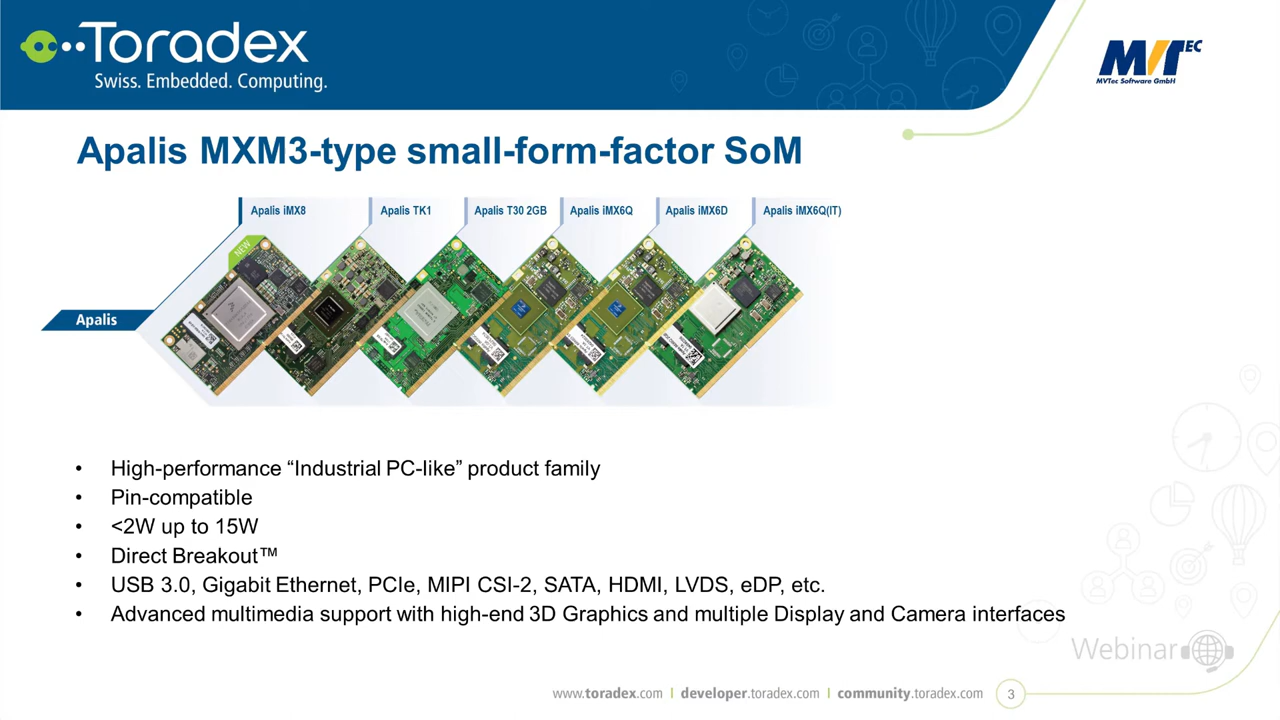 Toradex
Swiss. Embedded. Computing.
MVTEC
MVTec Software GmbH
Apalis MXM3-type small-form-factor SoM
Apalis iMX8
Apalis TK1
Apalis T30 2GB
Apalis iMX6Q
Apalis iMX6D
Apalis iMX6Q(IT)
NEW
Apalis
• High-performance “Industrial PC-like” product family
• Pin-compatible
• <2W up to 15W
• Direct Breakout™
• USB 3.0, Gigabit Ethernet, PCIe, MIPI CSI-2, SATA, HDMI, LVDS, eDP, etc.
• Advanced multimedia support with high-end 3D Graphics and multiple Display and Camera interfaces
Webinar
www.toradex.com | developer.toradex.com | community.toradex.com 3